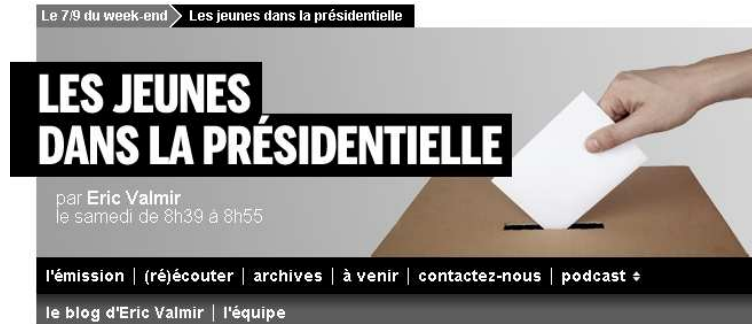 Le 7/9 du week-end Les jeunes dans la présidentielle
LES JEUNES
DANS LA PRÉSIDENTIELLE
par Eric Valmir
le samedi de 8h39 à 8h55
l'émission | (ré)écouter | archives | à venir | contactez-nous | podcast
le blog d'Eric Valmir | l'équipe